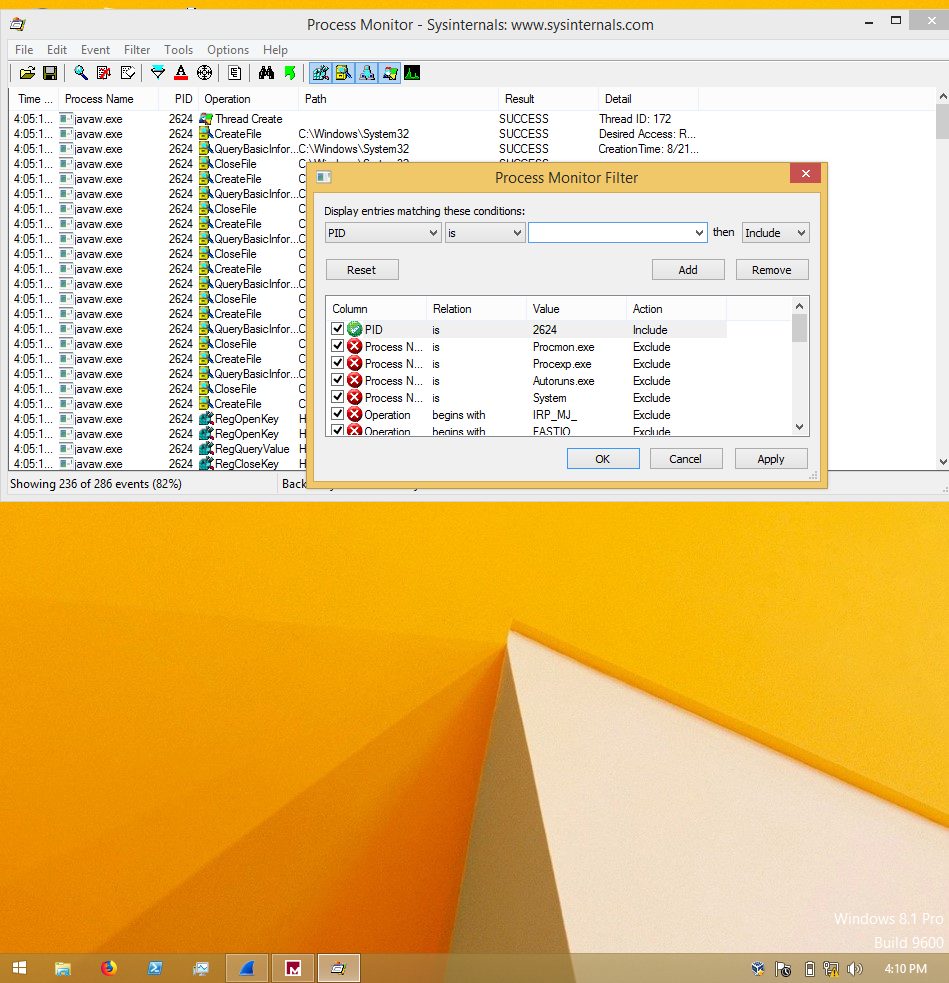 Process Monitor - Sysinternals: www.sysinternals.com
File Edit Event Filter Tools Options Help
Time ... Process Name PID Operation Path Result Detail
4:05:1... javaw.exe 2624 Thread Create SUCCESS Thread ID: 172
4:05:1... javaw.exe 2624 CreateFile C:\Windows\System32 SUCCESS Desired Access: R...
4:05:1... javaw.exe 2624 QueryBasicInfor... C:\Windows\System32 SUCCESS CreationTime: 8/21...
4:05:1... javaw.exe 2624 CloseFile C:\Windows\System32 SUCCESS
4:05:1... javaw.exe 2624 CreateFile C
4:05:1... javaw.exe 2624 QueryBasicInfor... C
4:05:1... javaw.exe 2624 CloseFile C
4:05:1... javaw.exe 2624 CreateFile C
4:05:1... javaw.exe 2624 QueryBasicInfor... C
4:05:1... javaw.exe 2624 CloseFile C
4:05:1... javaw.exe 2624 CreateFile C
4:05:1... javaw.exe 2624 QueryBasicInfor... C
4:05:1... javaw.exe 2624 CloseFile C
4:05:1... javaw.exe 2624 CreateFile C
4:05:1... javaw.exe 2624 QueryBasicInfor... C
4:05:1... javaw.exe 2624 CloseFile C
4:05:1... javaw.exe 2624 CreateFile C
4:05:1... javaw.exe 2624 QueryBasicInfor... C
4:05:1... javaw.exe 2624 CloseFile C
4:05:1... javaw.exe 2624 CreateFile C
4:05:1... javaw.exe 2624 RegOpenKey H
4:05:1... javaw.exe 2624 RegOpenKey H
4:05:1... javaw.exe 2624 RegQueryValue H
4:05:1... javaw.exe 2624 RegCloseKey H
Showing 236 of 286 events (82%) Back
Process Monitor Filter
Display entries matching these conditions:
PID is then Include
Reset Add Remove
Column Relation Value Action
PID is 2624 Include
Process N... is Procmon.exe Exclude
Process N... is Procexp.exe Exclude
Process N... is Autoruns.exe Exclude
Process N... is System Exclude
Operation begins with IRP_MJ_ Exclude
Operation begins with FASTIO_ Exclude
OK Cancel Apply
Windows 8.1 Pro
Build 9600
4:10 PM